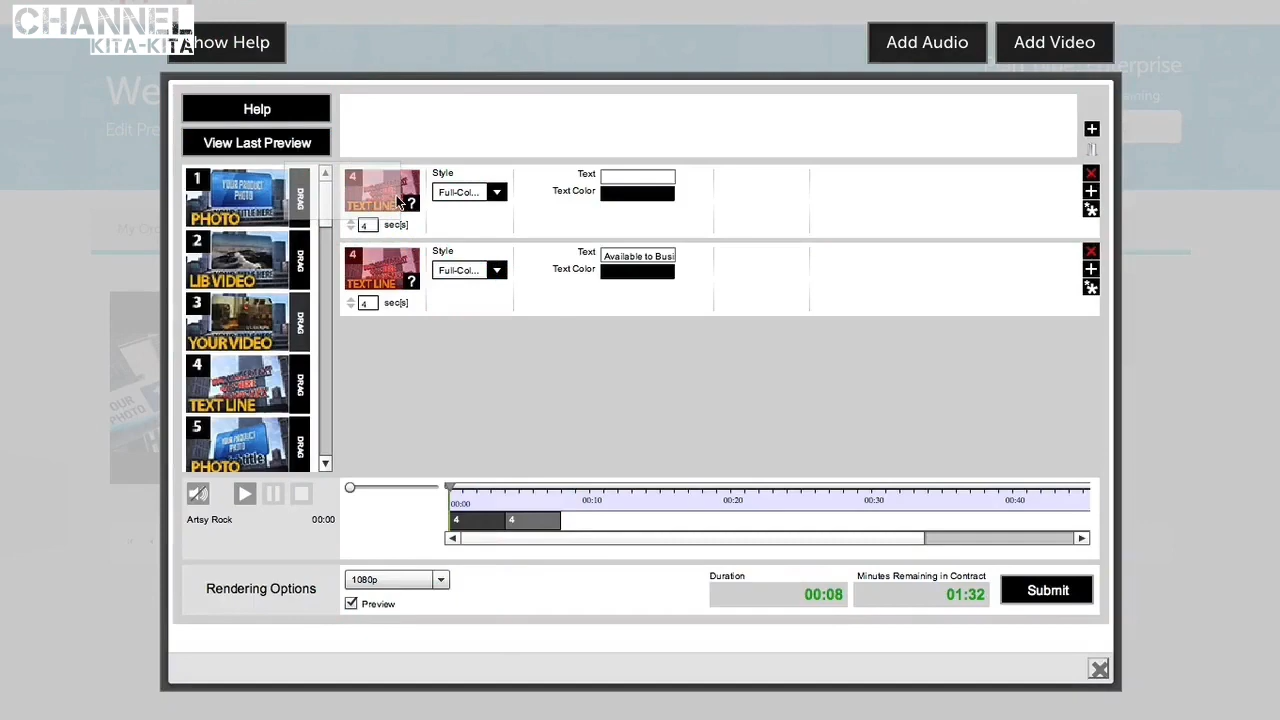 CHANNEL
KITA-KITA
Show Help
Add Audio
Add Video
Enterprise
We
Edit Pre
Help
View Last Preview
1
DRAG
PHOTO
2
DRAG
LIB VIDEO
3
DRAG
YOUR VIDEO
4
DRAG
TEXT LINE
5
DRAG
PHOTO
4
TEXT LINE
?
4 sec[s]
Style
Full-Col...
Text
Text Color
4
TEXT LINE
?
4 sec[s]
Style
Full-Col...
Text Available to Busi
Text Color
Artsy Rock 00:00
00:00 00:10 00:20 00:30 00:40
4 4
Rendering Options
1080p
Preview
Duration
00:08
Minutes Remaining in Contract
01:32
Submit